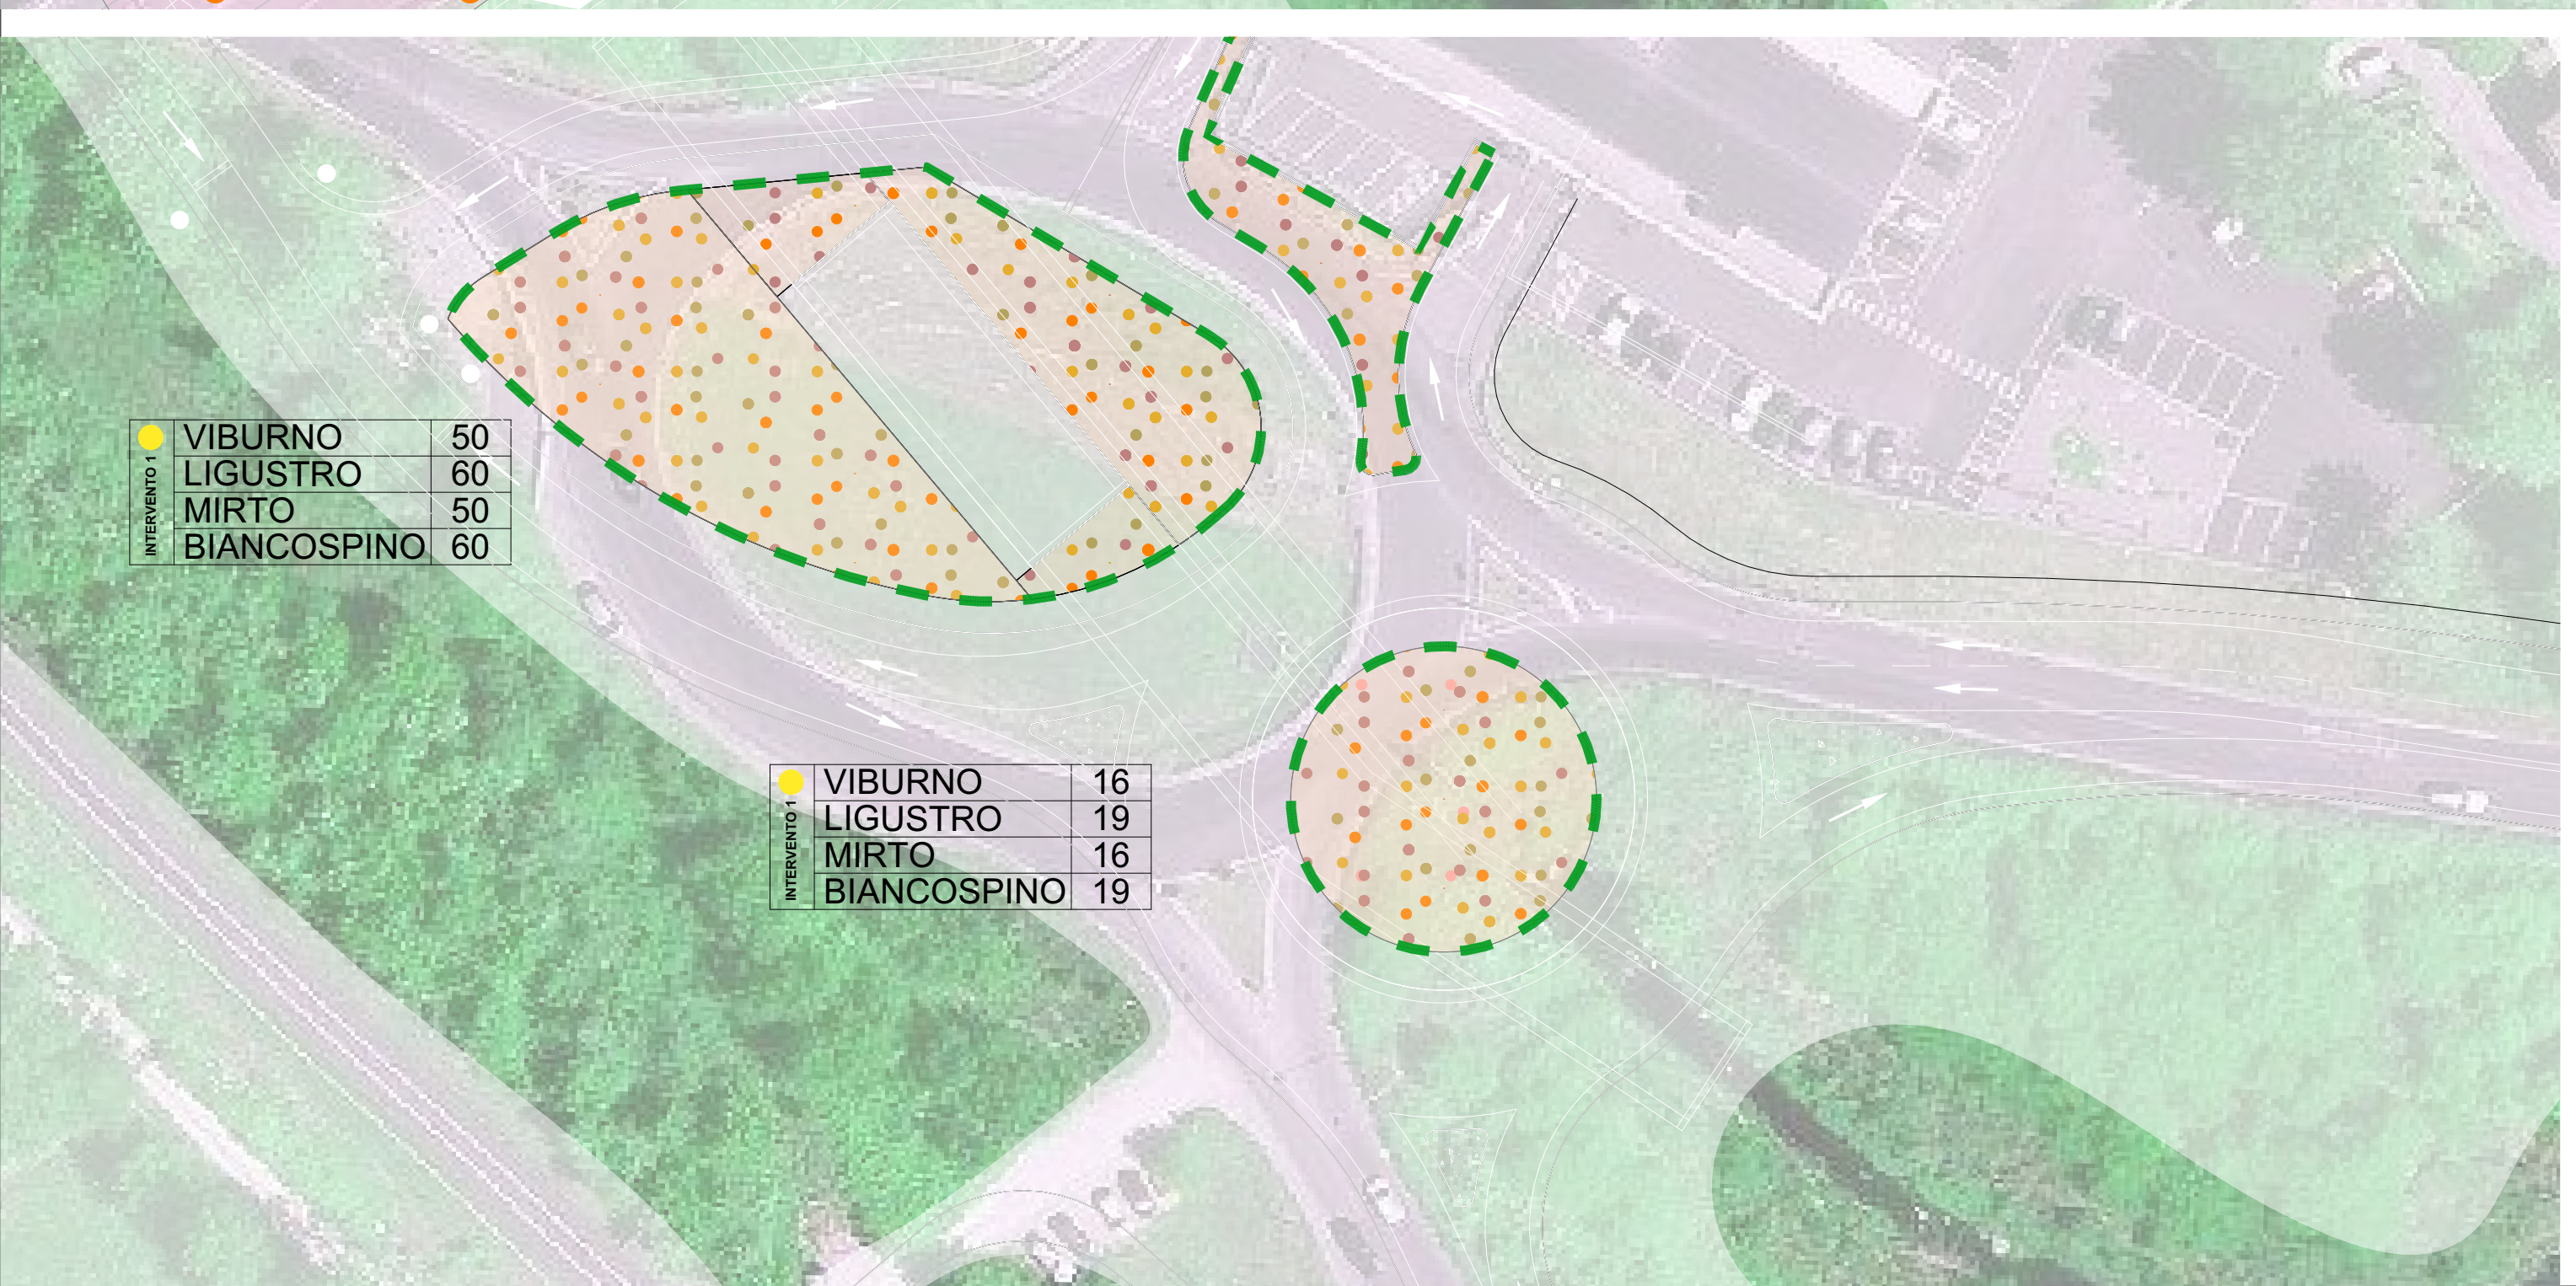 INTERVENTO 1
VIBURNO 50
LIGUSTRO 60
MIRTO 50
BIANCOSPINO 60
INTERVENTO 1
VIBURNO 16
LIGUSTRO 19
MIRTO 16
BIANCOSPINO 19